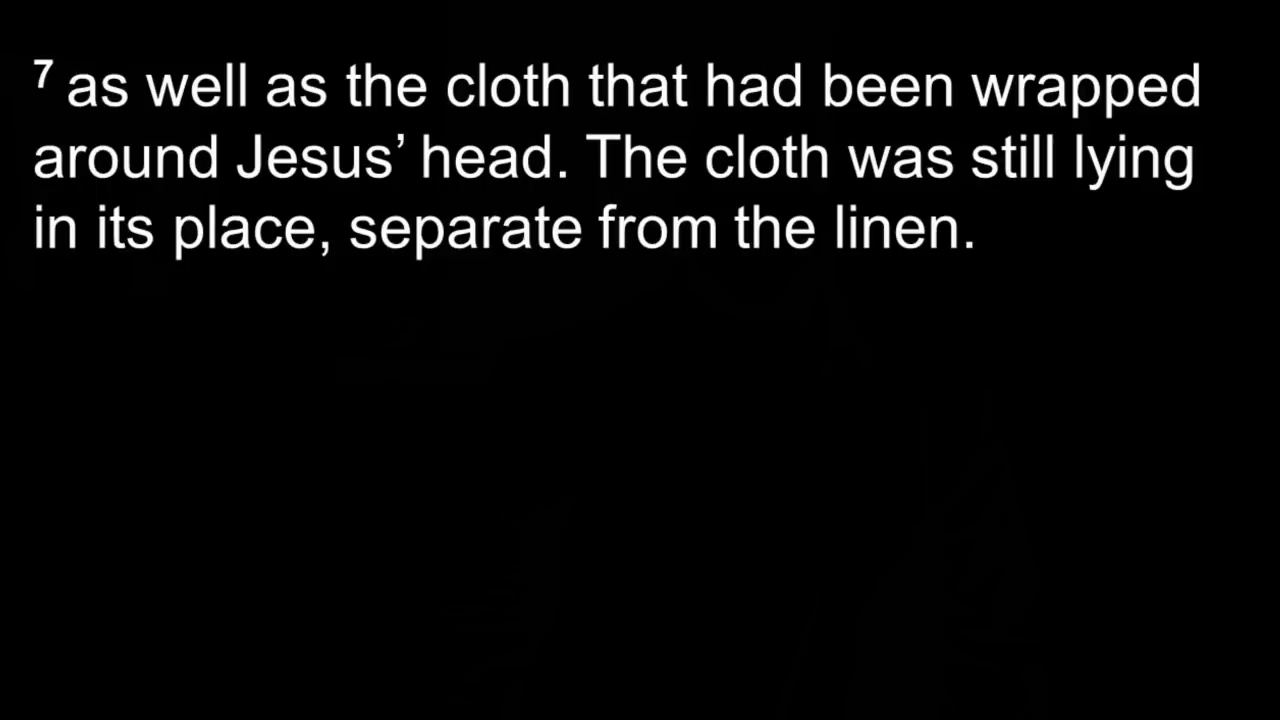 7 as well as the cloth that had been wrapped
around Jesus’ head. The cloth was still lying
in its place, separate from the linen.